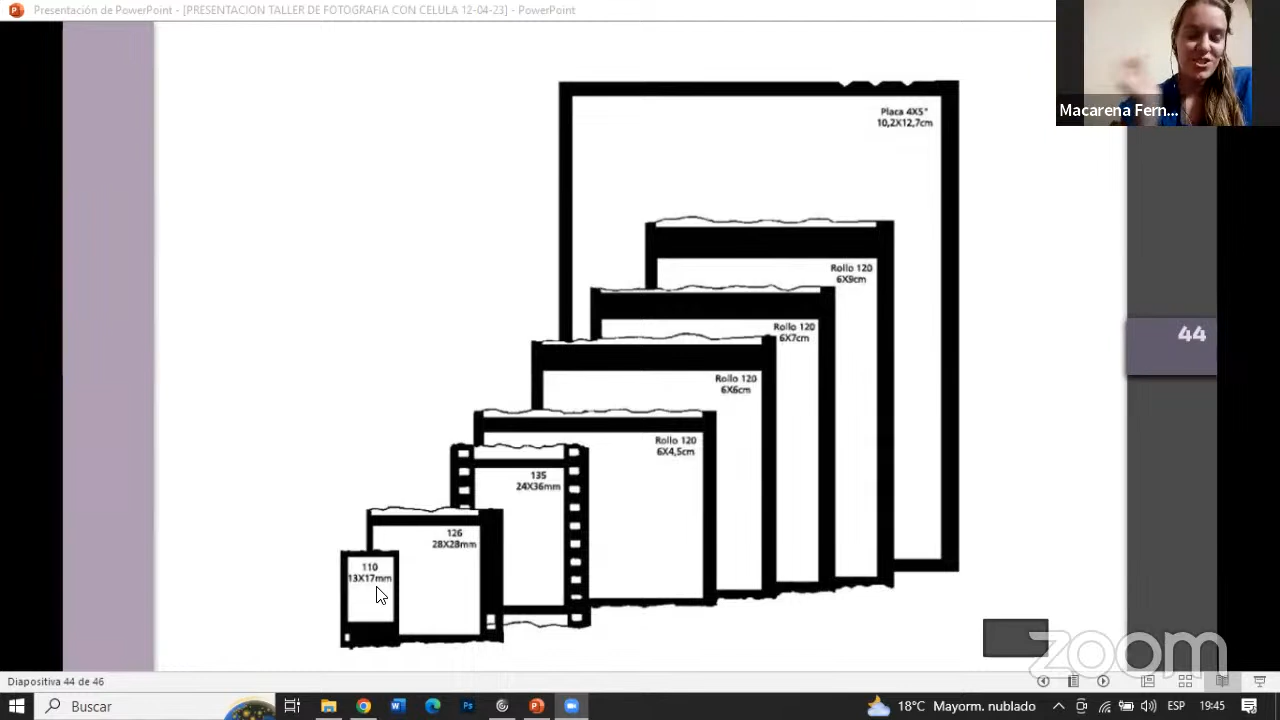 Presentación de PowerPoint - [PRESENTACION TALLER DE FOTOGRAFIA CON CELULA 12-04-23] - PowerPoint
Macarena Fern...
Placa 4X5"
10,2X12,7cm
Rollo 120
6X9cm
Rollo 120
6X7cm
44
Rollo 120
6X6cm
Rollo 120
6X4,5cm
135
24X36mm
126
28X28mm
110
13X17mm
zoom
Diapositiva 44 de 46
Buscar
18°C Mayorm. nublado
ESP
19:45